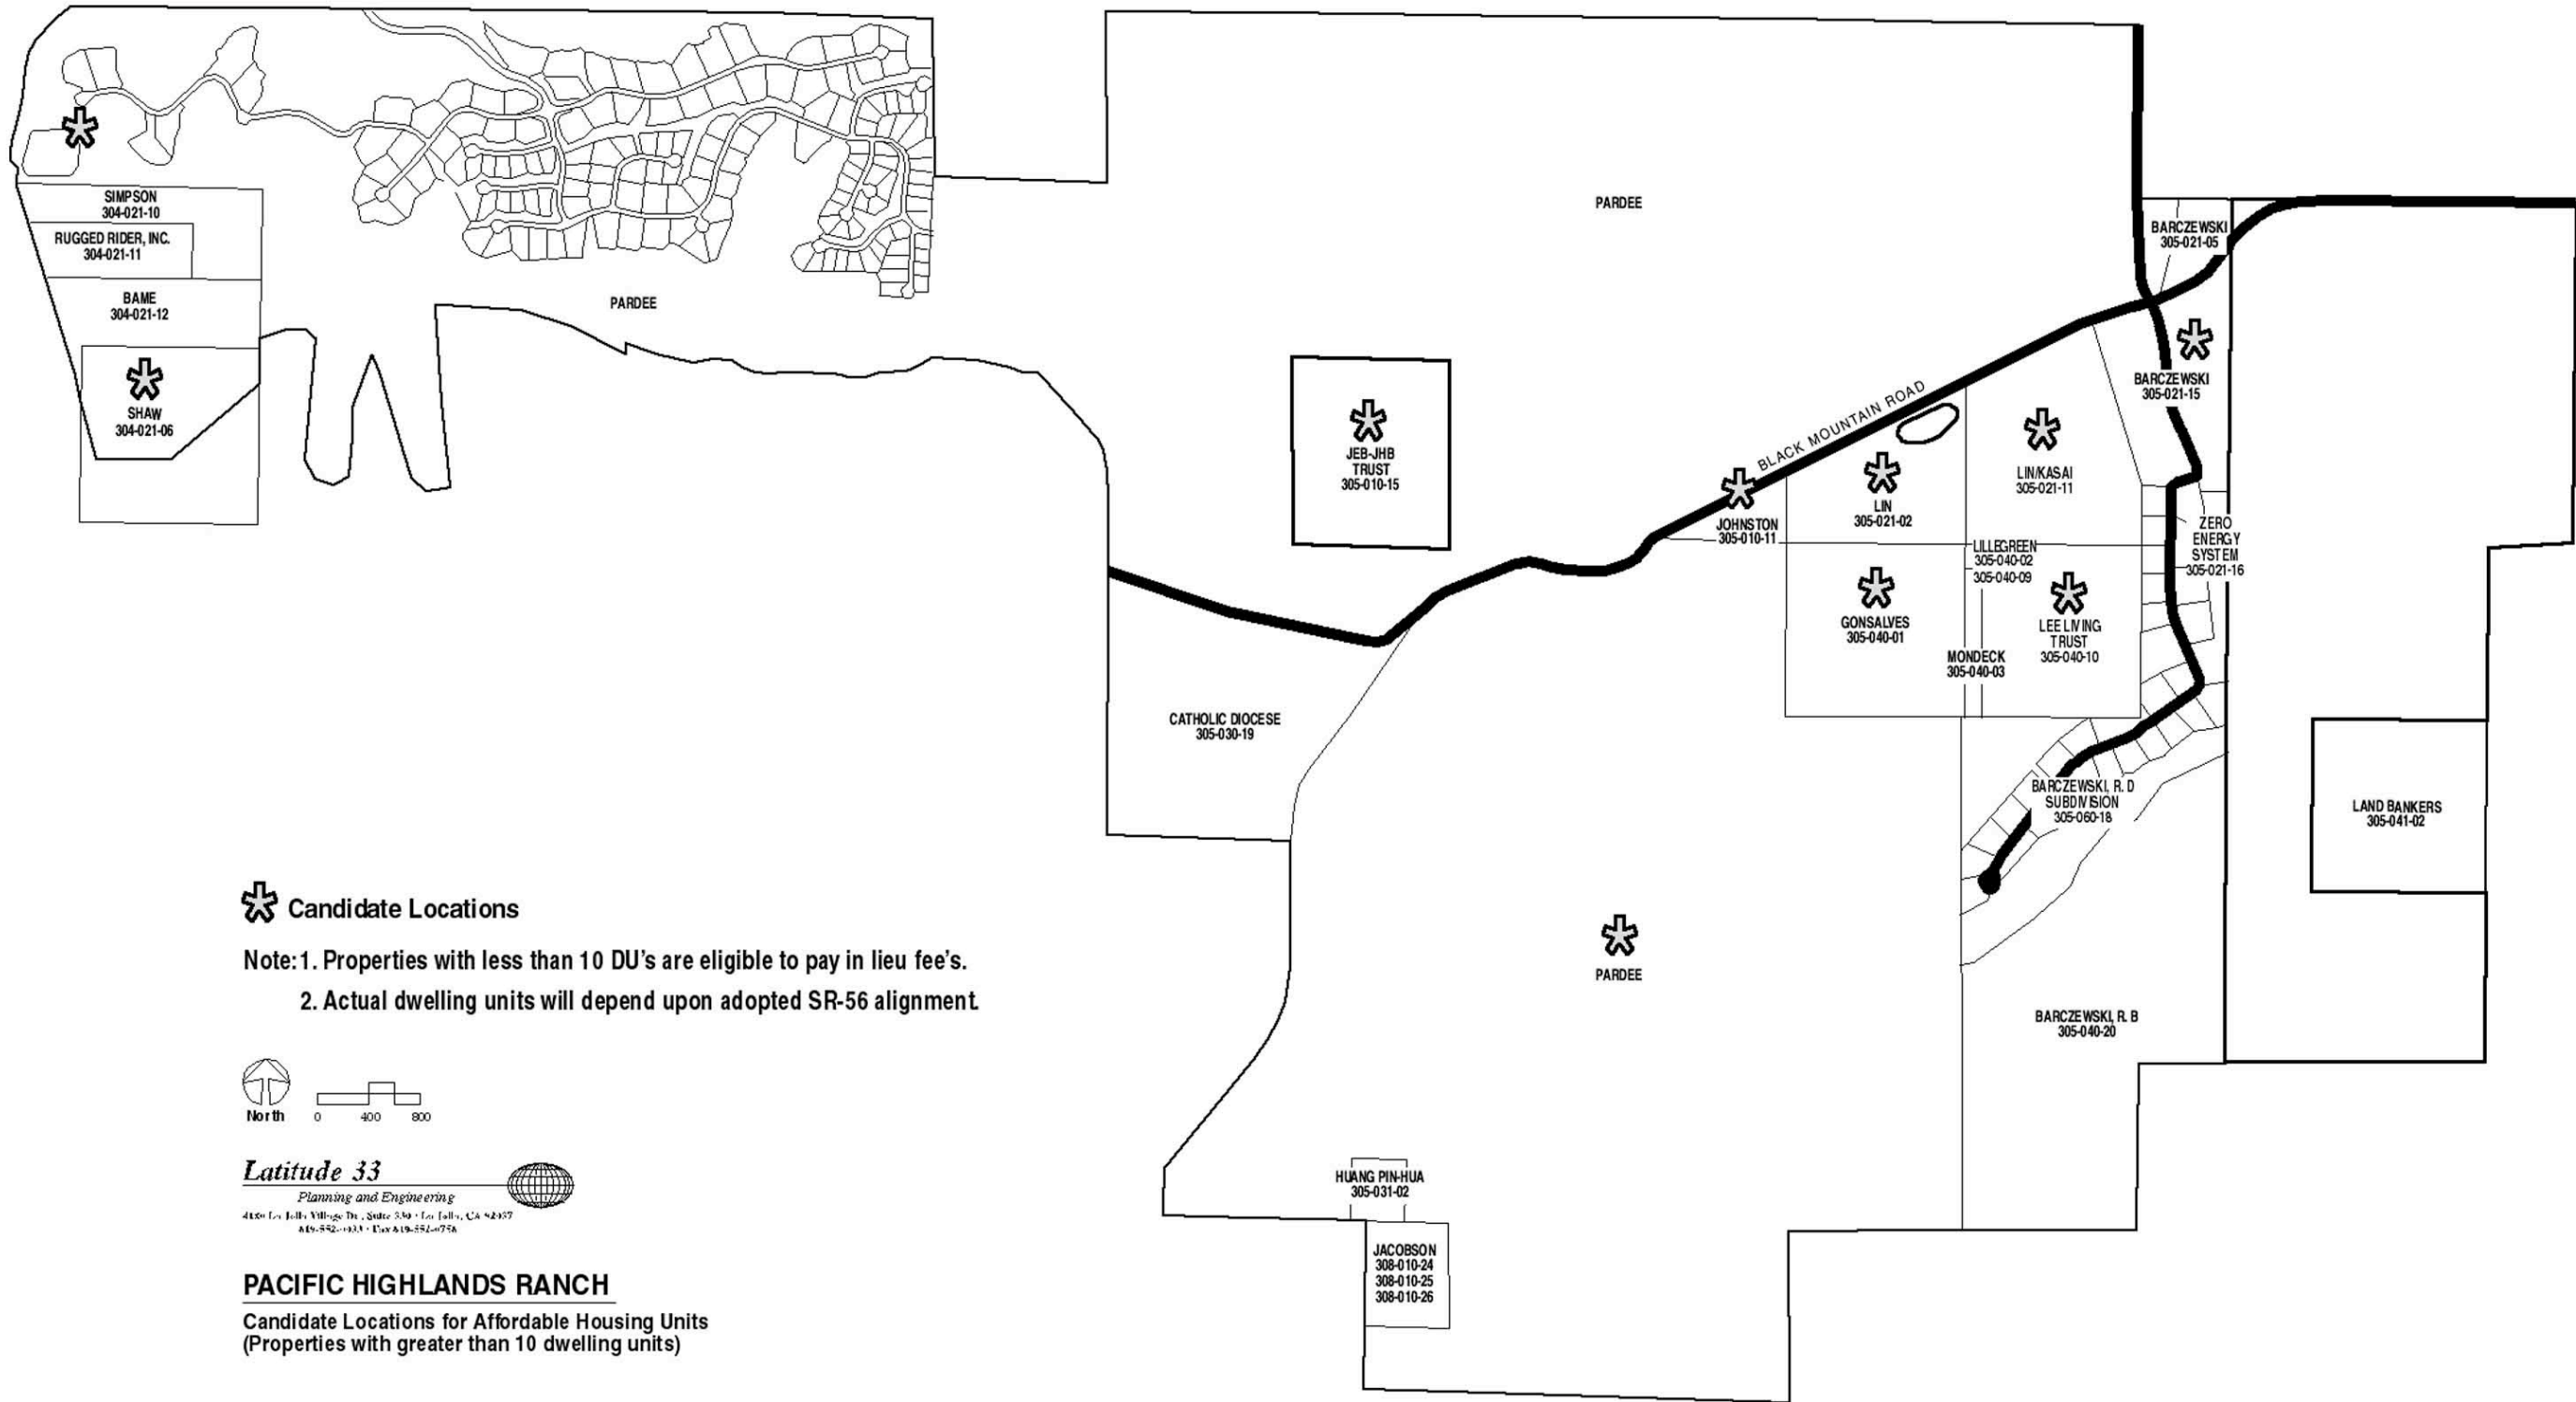 SIMPSON
304-021-10
RUGGED RIDER, INC.
304-021-11
BAME
304-021-12
SHAW
304-021-06
PARDEE
PARDEE
BARCZEWSKI
305-021-05
BARCZEWSKI
305-021-15
JEB-JHB
TRUST
305-010-15
BLACK MOUNTAIN ROAD
JOHNSTON
305-010-11
LIN
305-021-02
LIN/KASAI
305-021-11
ZERO
ENERGY
SYSTEM
305-021-16
LILLEGREEN
305-040-02
305-040-09
GONSALVES
305-040-01
LEE LIVING
TRUST
305-040-10
MONDECK
305-040-03
CATHOLIC DIOCESE
305-030-19
BARCZEWSKI, R. D
SUBDIVISION
305-060-18
LAND BANKERS
305-041-02
PARDEE
BARCZEWSKI, R. B
305-040-20
HUANG PIN-HUA
305-031-02
JACOBSON
308-010-24
308-010-25
308-010-26
Candidate Locations
Note: 1. Properties with less than 10 DU's are eligible to pay in lieu fee's.
2. Actual dwelling units will depend upon adopted SR-56 alignment.
North
0 400 800
Latitude 33
Planning and Engineering
PACIFIC HIGHLANDS RANCH
Candidate Locations for Affordable Housing Units
(Properties with greater than 10 dwelling units)